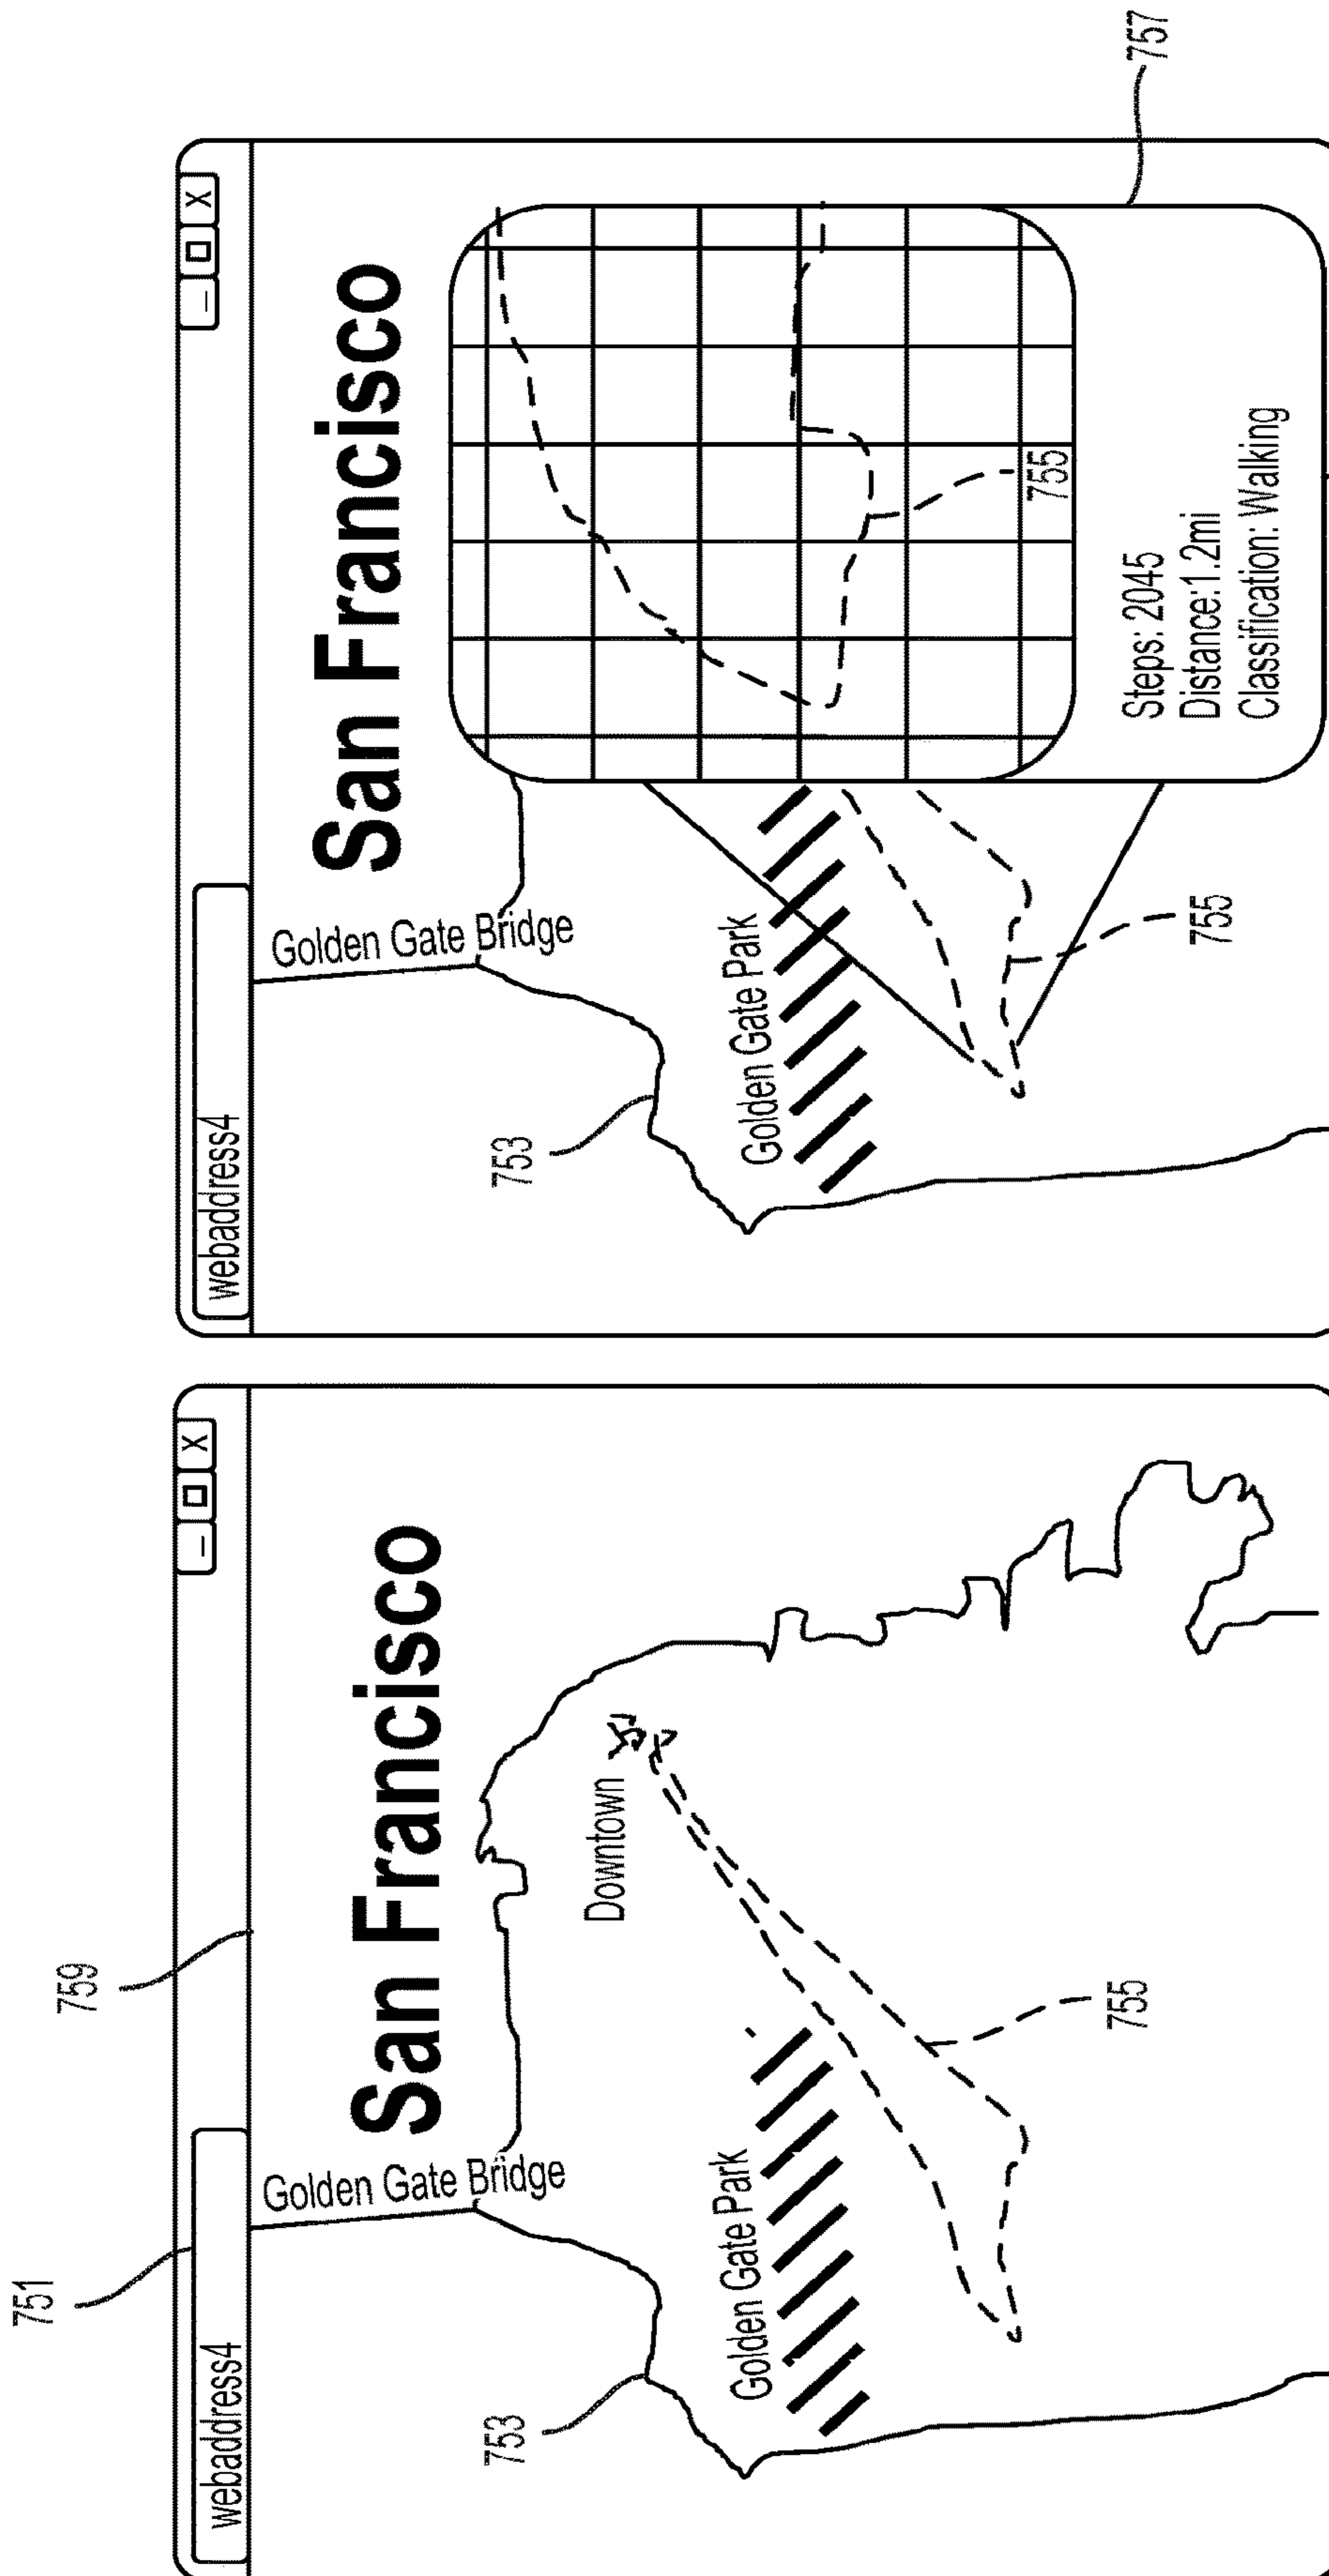 751
759
webaddress4
_ X
San Francisco
Golden Gate Bridge
753
Downtown
Golden Gate Park
755
webaddress4
_ X
San Francisco
Golden Gate Bridge
753
Golden Gate Park
755
755
Steps: 2045
Distance:1.2mi
Classification: Walking
757